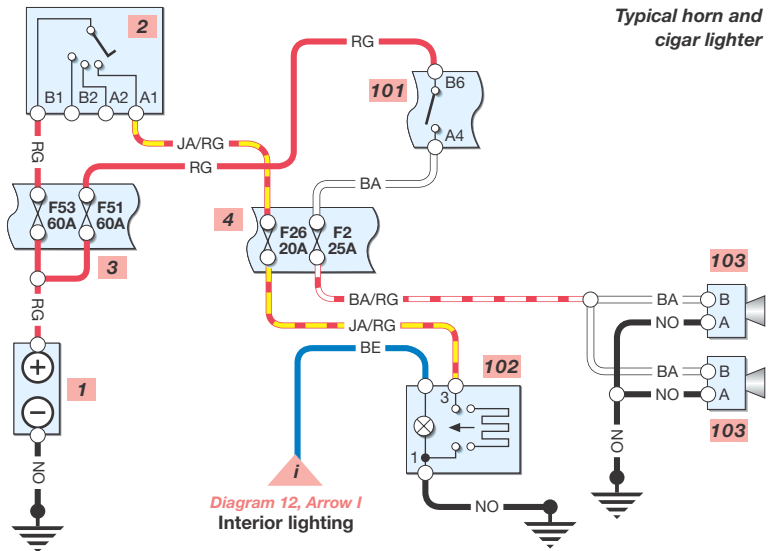 Typical horn and
cigar lighter
2
B1 B2 A2 A1
RG
101
B6
A4
RG
JA/RG
RG
BA
F53
60A
F51
60A
3
4
F26
20A
F2
25A
RG
BA/RG
JA/RG
BE
103
BA
B
NO
A
BA
B
NO
A
103
+
−
1
NO
102
3
1
i
Diagram 12, Arrow I
Interior lighting
NO
NO